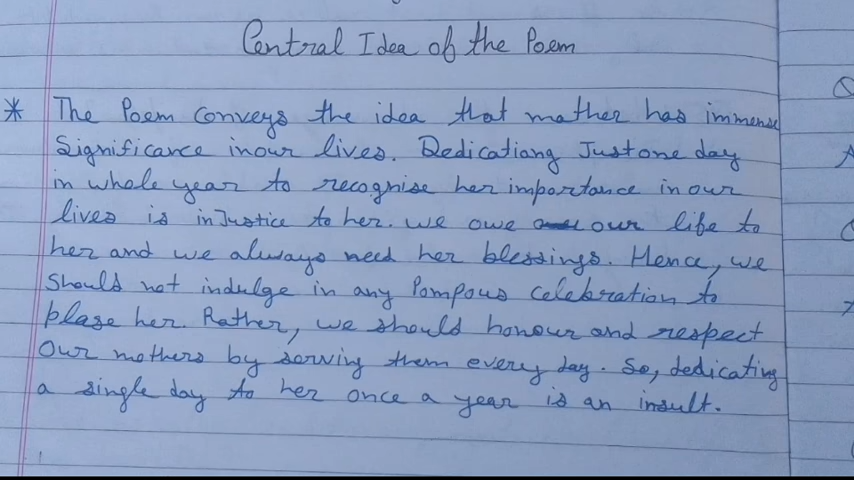 Central Idea of the Poem
* The Poem conveys the idea that mather has immense
Significance in our lives. Dedicatiang Just one day
in whole year to recognise her importance in our
lives is inJustice to her. we owe our life to
her and we always need her blessings. Hence, we
should not indulge in any Pompous celebration to
plase her. Rather, we should honour and respect
our mothers by serving them every day. So, dedicating
a single day to her once a year is an insult.